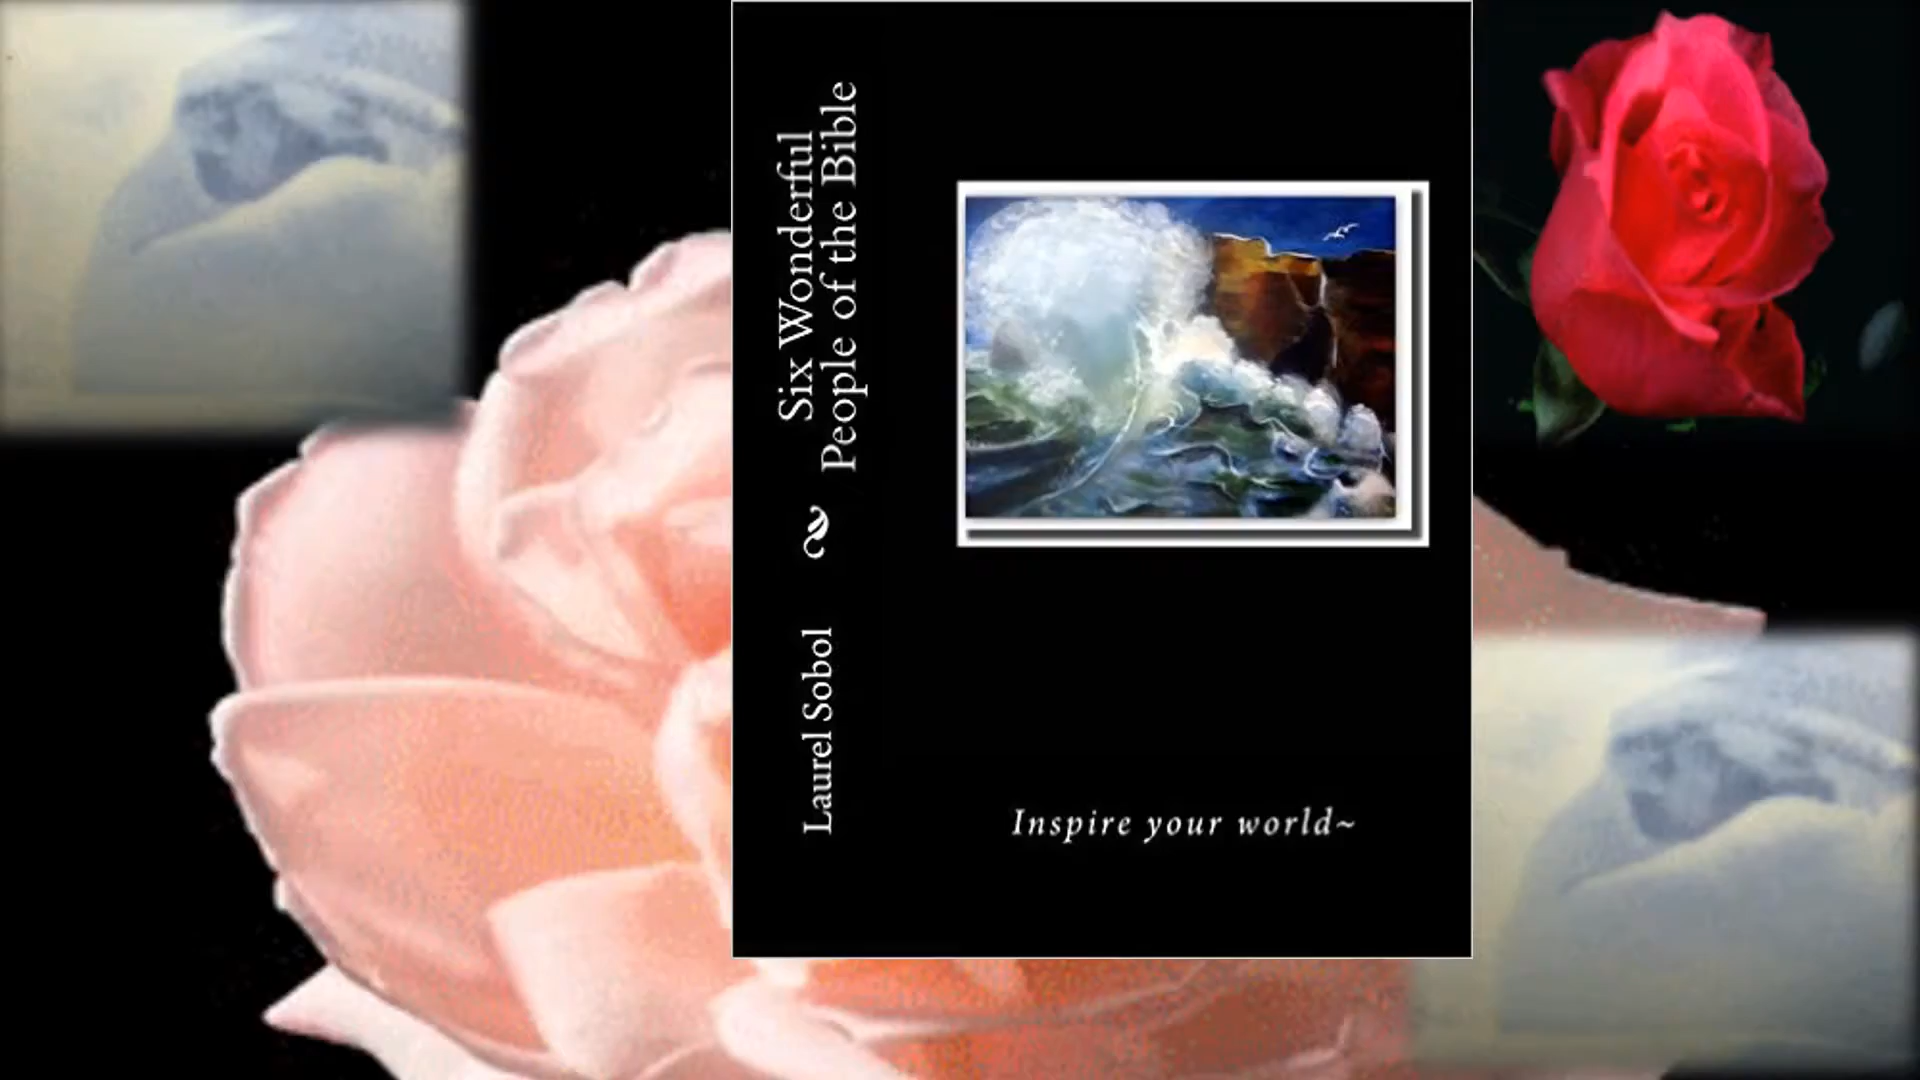 Six Wonderful
People of the Bible
Laurel Sobol
Inspire your world~